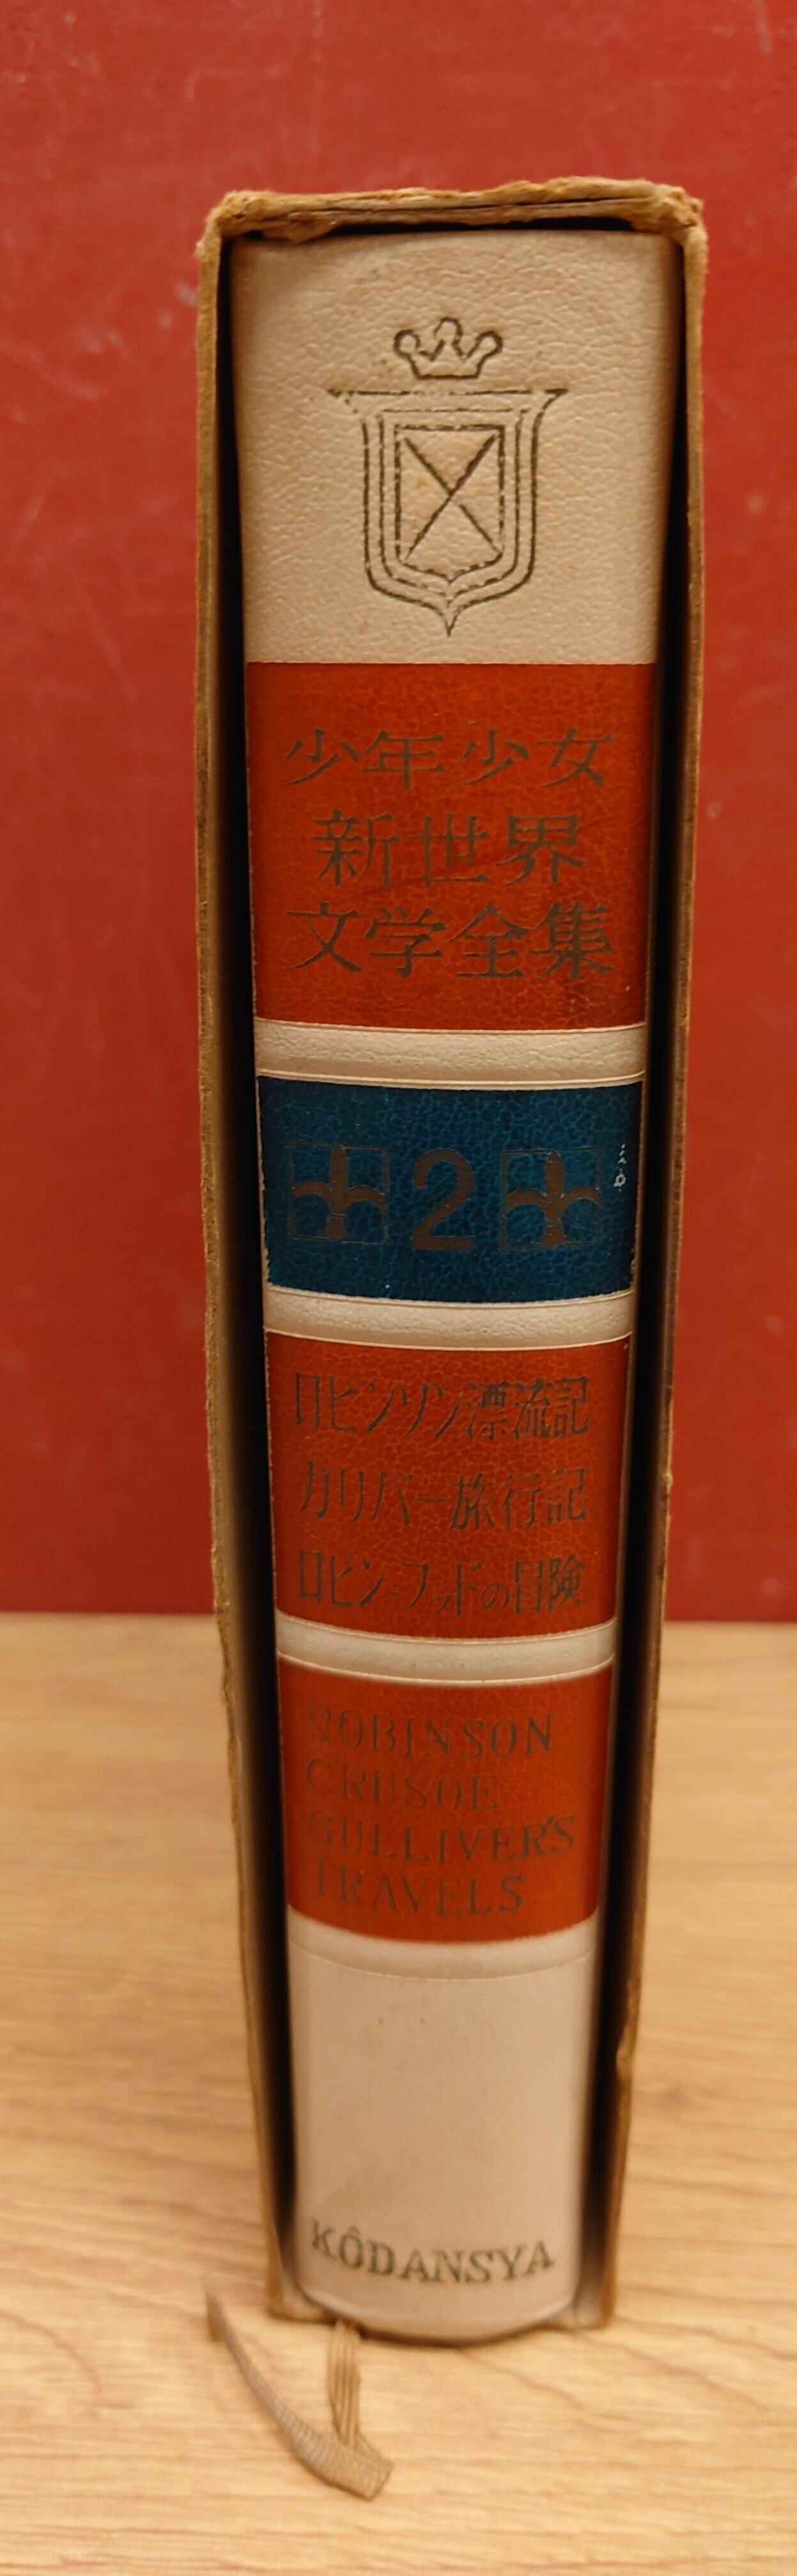 少年少女
新世界
文学全集
2
ロビンソン漂流記
ガリバー旅行記
ロビン=フッドの冒険
ROBINSON
CRUSOE
GULLIVER'S
TRAVELS
KÔDANSYA